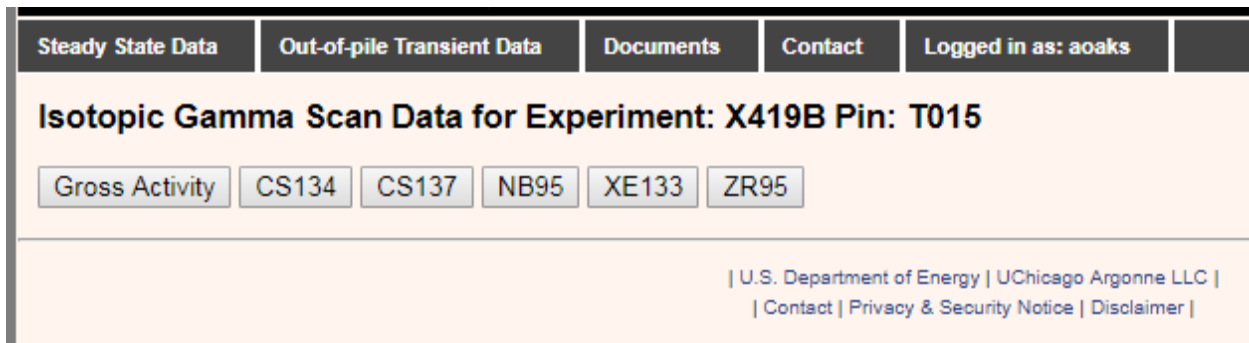 Steady State Data Out-of-pile Transient Data Documents Contact Logged in as: aoaks
Isotopic Gamma Scan Data for Experiment: X419B Pin: T015
Gross Activity CS134 CS137 NB95 XE133 ZR95
| U.S. Department of Energy | UChicago Argonne LLC |
| Contact | Privacy & Security Notice | Disclaimer |